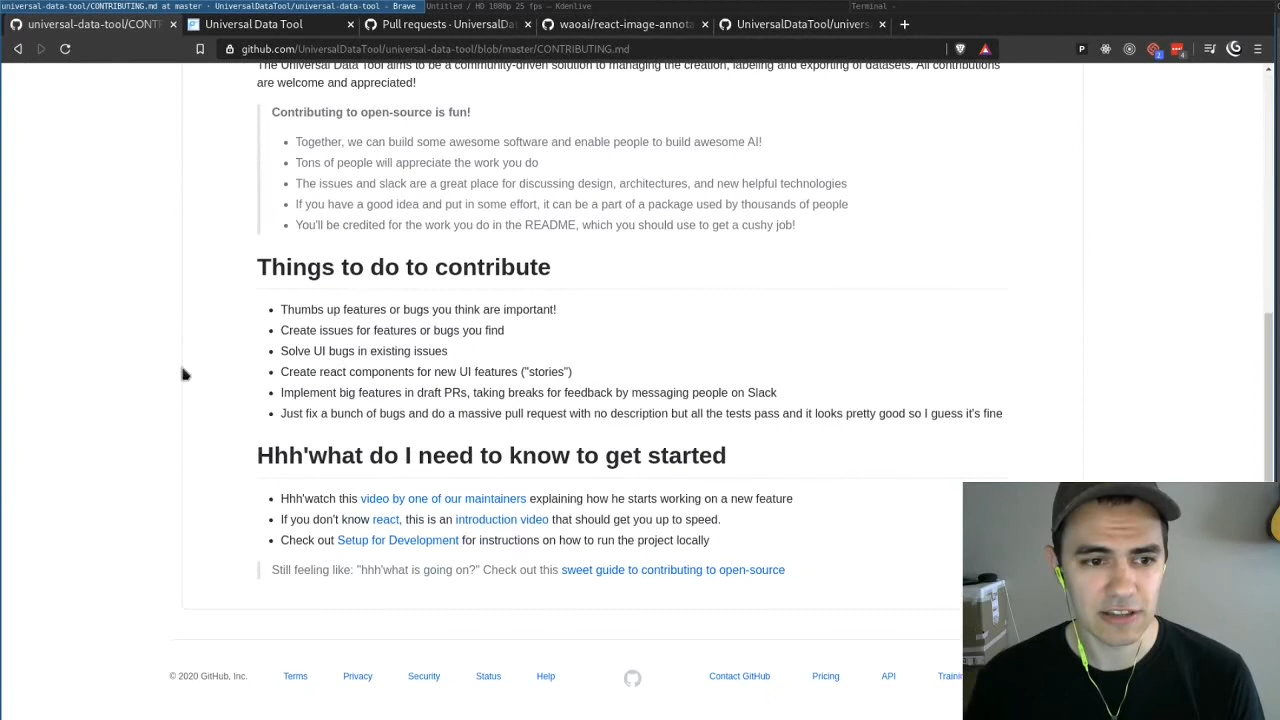 universal-data-tool/CONTRIBUTING.md at master · UniversalDataTool/universal-data-tool - Brave
Untitled / HD 1080p 25 fps — Kdenlive
Terminal -
universal-data-tool/CONT
Universal Data Tool
Pull requests · UniversalDa
waoai/react-image-annota
UniversalDataTool/univers
github.com/UniversalDataTool/universal-data-tool/blob/master/CONTRIBUTING.md
The Universal Data Tool aims to be a community-driven solution to managing the creation, labeling and exporting of datasets. All contributions
are welcome and appreciated!
Contributing to open-source is fun!
Together, we can build some awesome software and enable people to build awesome AI!
Tons of people will appreciate the work you do
The issues and slack are a great place for discussing design, architectures, and new helpful technologies
If you have a good idea and put in some effort, it can be a part of a package used by thousands of people
You'll be credited for the work you do in the README, which you should use to get a cushy job!
Things to do to contribute
Thumbs up features or bugs you think are important!
Create issues for features or bugs you find
Solve UI bugs in existing issues
Create react components for new UI features ("stories")
Implement big features in draft PRs, taking breaks for feedback by messaging people on Slack
Just fix a bunch of bugs and do a massive pull request with no description but all the tests pass and it looks pretty good so I guess it's fine
Hhh'what do I need to know to get started
Hhh'watch this video by one of our maintainers explaining how he starts working on a new feature
If you don't know react, this is an introduction video that should get you up to speed.
Check out Setup for Development for instructions on how to run the project locally
Still feeling like: "hhh'what is going on?" Check out this sweet guide to contributing to open-source
© 2020 GitHub, Inc.
Terms
Privacy
Security
Status
Help
Contact GitHub
Pricing
API
Trainin